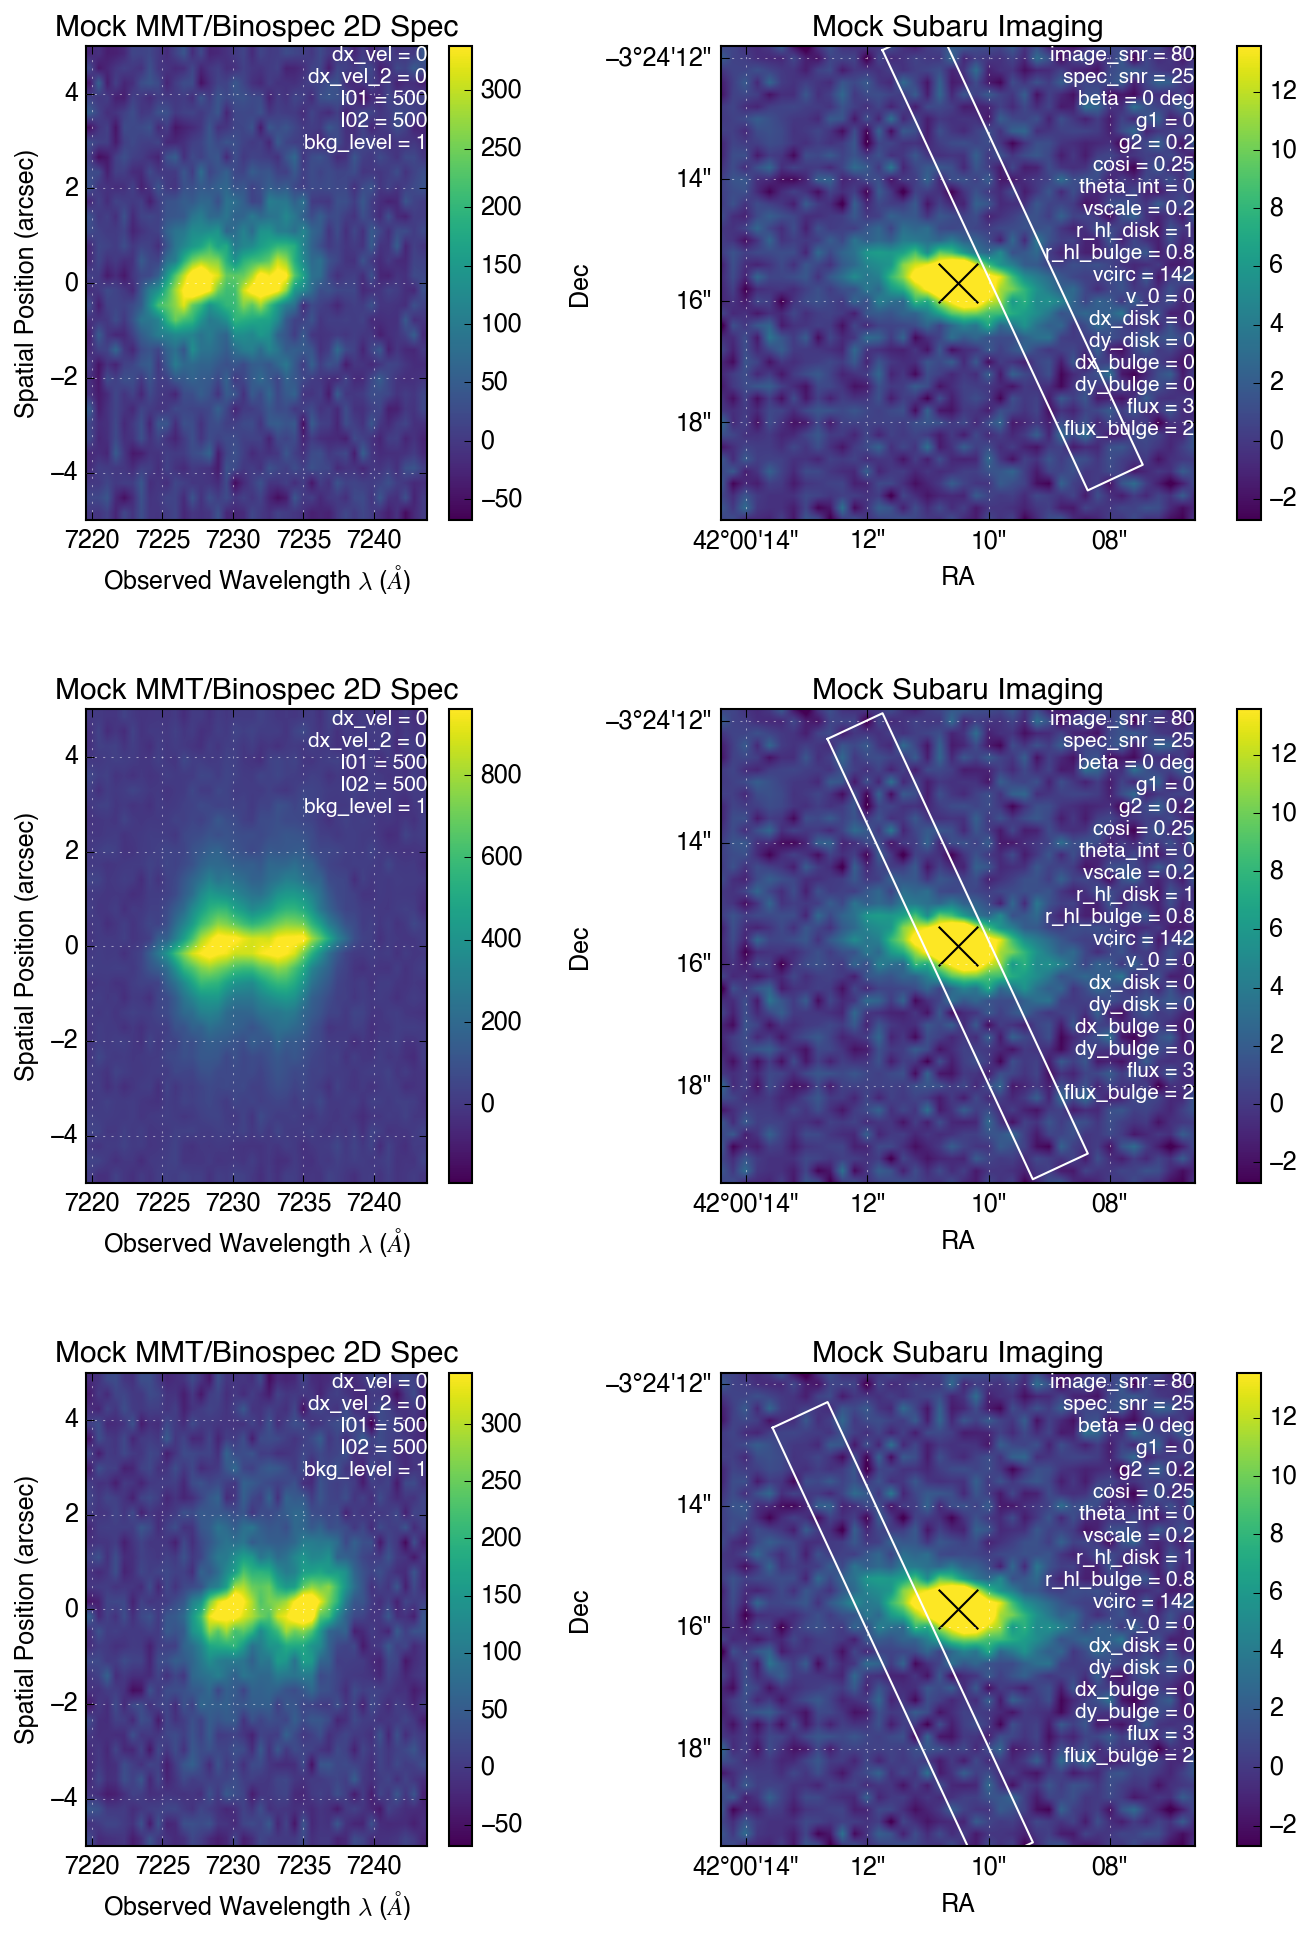 Mock MMT/Binospec 2D Spec
dx_vel = 0
dx_vel_2 = 0
I01 = 500
I02 = 500
bkg_level = 1
4
2
0
−2
−4
Spatial Position (arcsec)
7220 7225 7230 7235 7240
Observed Wavelength λ (Å)
300
250
200
150
100
50
0
−50
Mock Subaru Imaging
image_snr = 80
spec_snr = 25
beta = 0 deg
g1 = 0
g2 = 0.2
cosi = 0.25
theta_int = 0
vscale = 0.2
r_hl_disk = 1
r_hl_bulge = 0.8
vcirc = 142
v_0 = 0
dx_disk = 0
dy_disk = 0
dx_bulge = 0
dy_bulge = 0
flux = 3
flux_bulge = 2
−3°24'12"
14"
16"
18"
Dec
42°00'14" 12" 10" 08"
RA
12
10
8
6
4
2
0
−2
Mock MMT/Binospec 2D Spec
dx_vel = 0
dx_vel_2 = 0
I01 = 500
I02 = 500
bkg_level = 1
4
2
0
−2
−4
Spatial Position (arcsec)
7220 7225 7230 7235 7240
Observed Wavelength λ (Å)
800
600
400
200
0
Mock Subaru Imaging
image_snr = 80
spec_snr = 25
beta = 0 deg
g1 = 0
g2 = 0.2
cosi = 0.25
theta_int = 0
vscale = 0.2
r_hl_disk = 1
r_hl_bulge = 0.8
vcirc = 142
v_0 = 0
dx_disk = 0
dy_disk = 0
dx_bulge = 0
dy_bulge = 0
flux = 3
flux_bulge = 2
−3°24'12"
14"
16"
18"
Dec
42°00'14" 12" 10" 08"
RA
12
10
8
6
4
2
0
−2
Mock MMT/Binospec 2D Spec
dx_vel = 0
dx_vel_2 = 0
I01 = 500
I02 = 500
bkg_level = 1
4
2
0
−2
−4
Spatial Position (arcsec)
7220 7225 7230 7235 7240
Observed Wavelength λ (Å)
300
250
200
150
100
50
0
−50
Mock Subaru Imaging
image_snr = 80
spec_snr = 25
beta = 0 deg
g1 = 0
g2 = 0.2
cosi = 0.25
theta_int = 0
vscale = 0.2
r_hl_disk = 1
r_hl_bulge = 0.8
vcirc = 142
v_0 = 0
dx_disk = 0
dy_disk = 0
dx_bulge = 0
dy_bulge = 0
flux = 3
flux_bulge = 2
−3°24'12"
14"
16"
18"
Dec
42°00'14" 12" 10" 08"
RA
12
10
8
6
4
2
0
−2